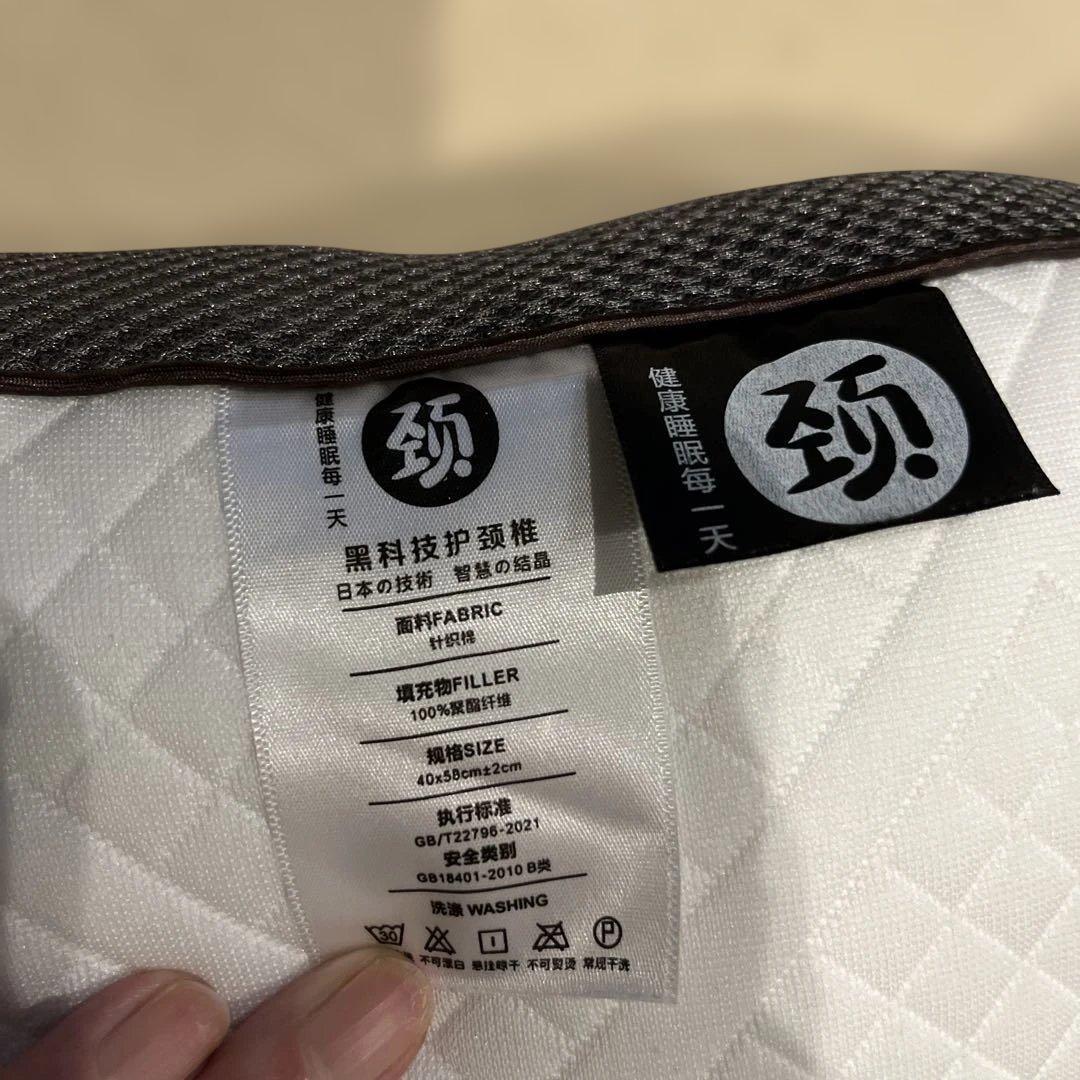 健康睡眠每一天
颈
黑科技护颈椎
日本の技術 智慧の结晶
面料FABRIC
针织棉
填充物FILLER
100%聚酯纤维
规格SIZE
40x58cm±2cm
执行标准
GB/T22796-2021
安全类别
GB18401-2010 B类
洗涤 WASHING
30
不可漂白 悬挂晾干 不可熨烫 常规干洗
P
健康睡眠每一天
颈